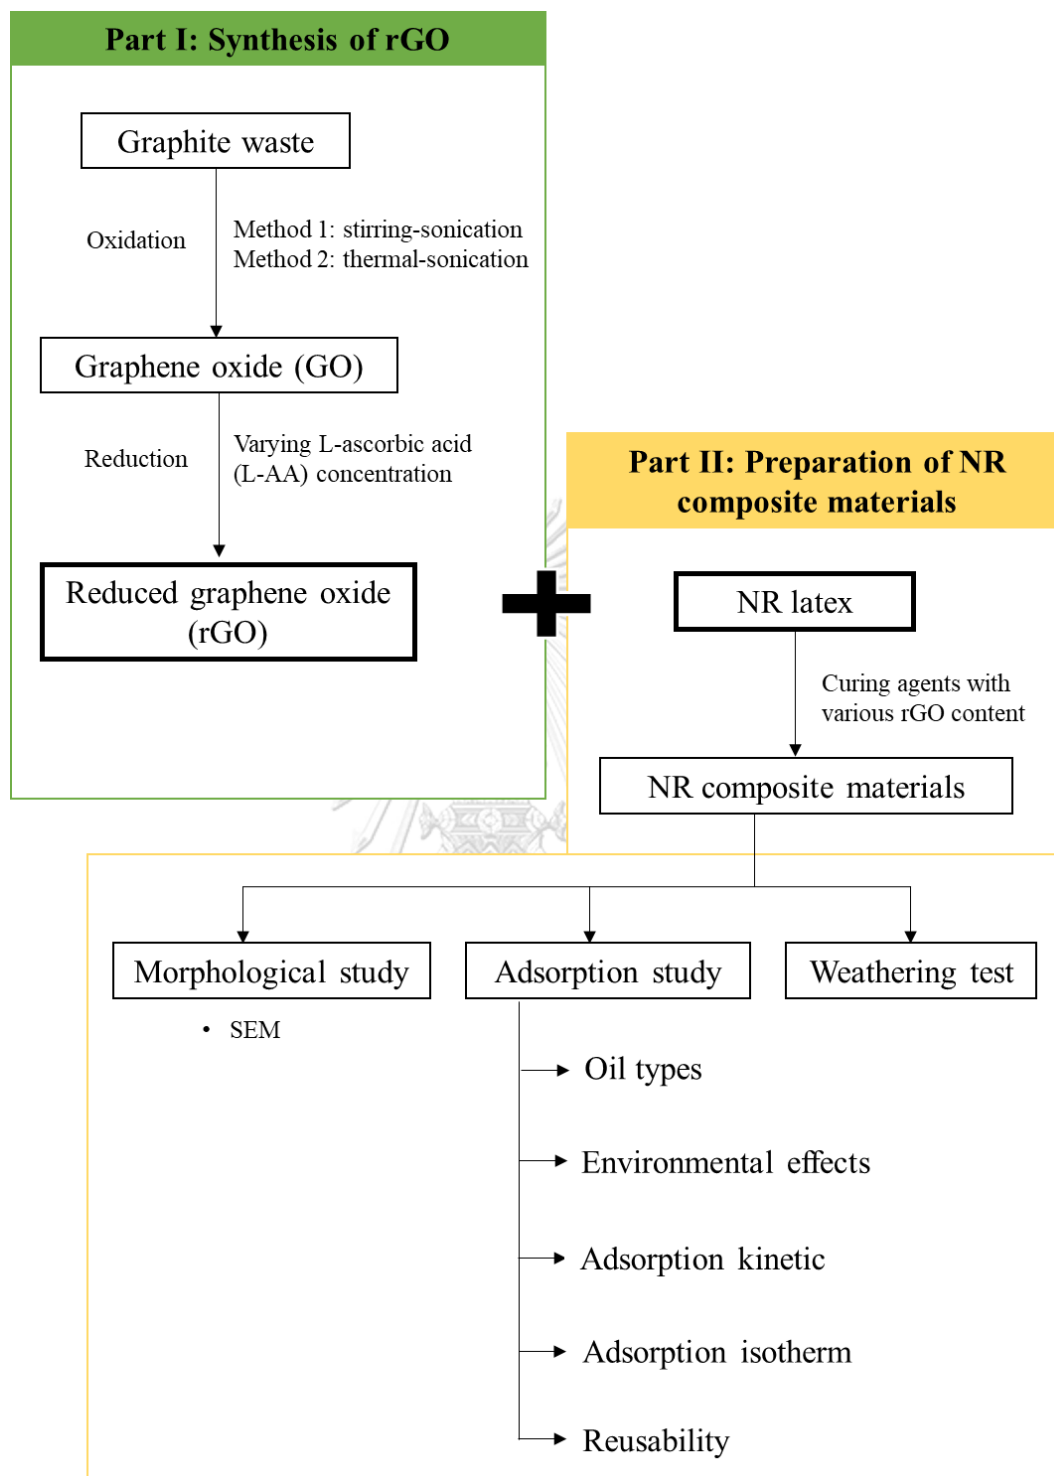 Part I: Synthesis of rGO
Graphite waste
Oxidation
Method 1: stirring-sonication
Method 2: thermal-sonication
Graphene oxide (GO)
Reduction
Varying L-ascorbic acid
(L-AA) concentration
Reduced graphene oxide
(rGO)
Part II: Preparation of NR
composite materials
NR latex
Curing agents with
various rGO content
NR composite materials
Morphological study
• SEM
Adsorption study
Oil types
Environmental effects
Adsorption kinetic
Adsorption isotherm
Reusability
Weathering test